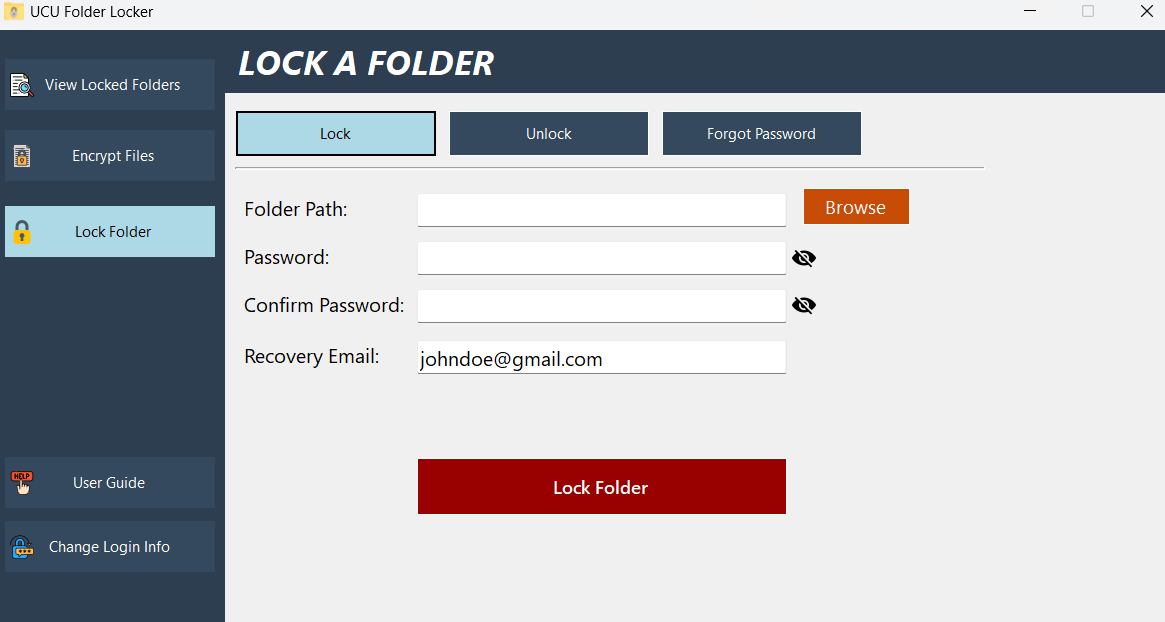 UCU Folder Locker
LOCK A FOLDER
View Locked Folders
Encrypt Files
Lock Folder
HELP
User Guide
Change Login Info
Lock
Unlock
Forgot Password
Folder Path:
Browse
Password:
Confirm Password:
Recovery Email:
johndoe@gmail.com
Lock Folder